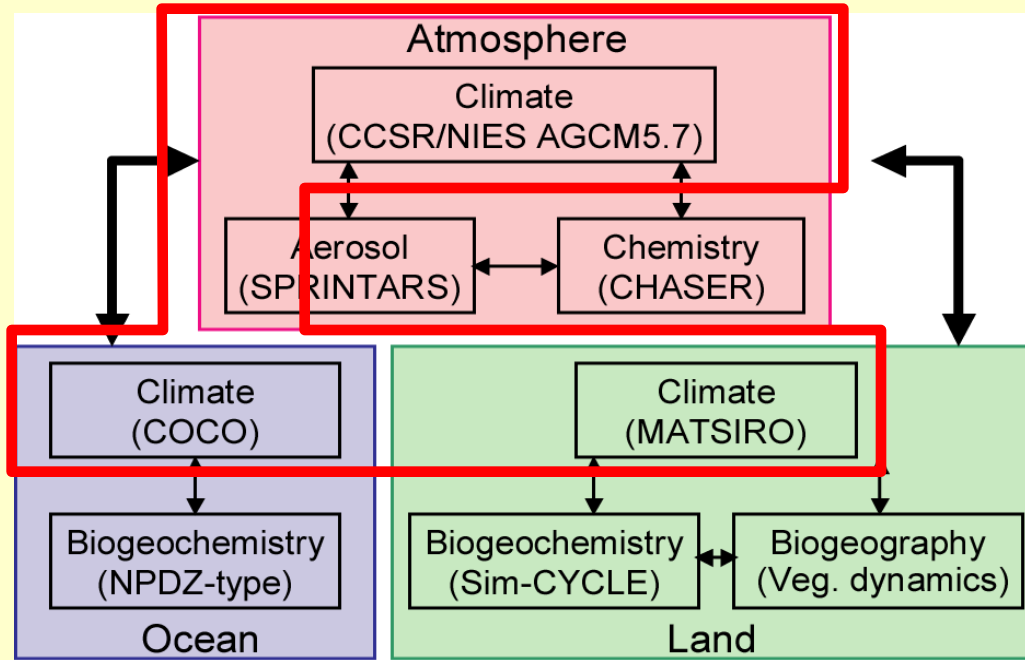 Atmosphere
Climate
(CCSR/NIES AGCM5.7)
Aerosol
(SPRINTARS)
Chemistry
(CHASER)
Climate
(COCO)
Biogeochemistry
(NPDZ-type)
Ocean
Climate
(MATSIRO)
Biogeochemistry
(Sim-CYCLE)
Biogeography
(Veg. dynamics)
Land